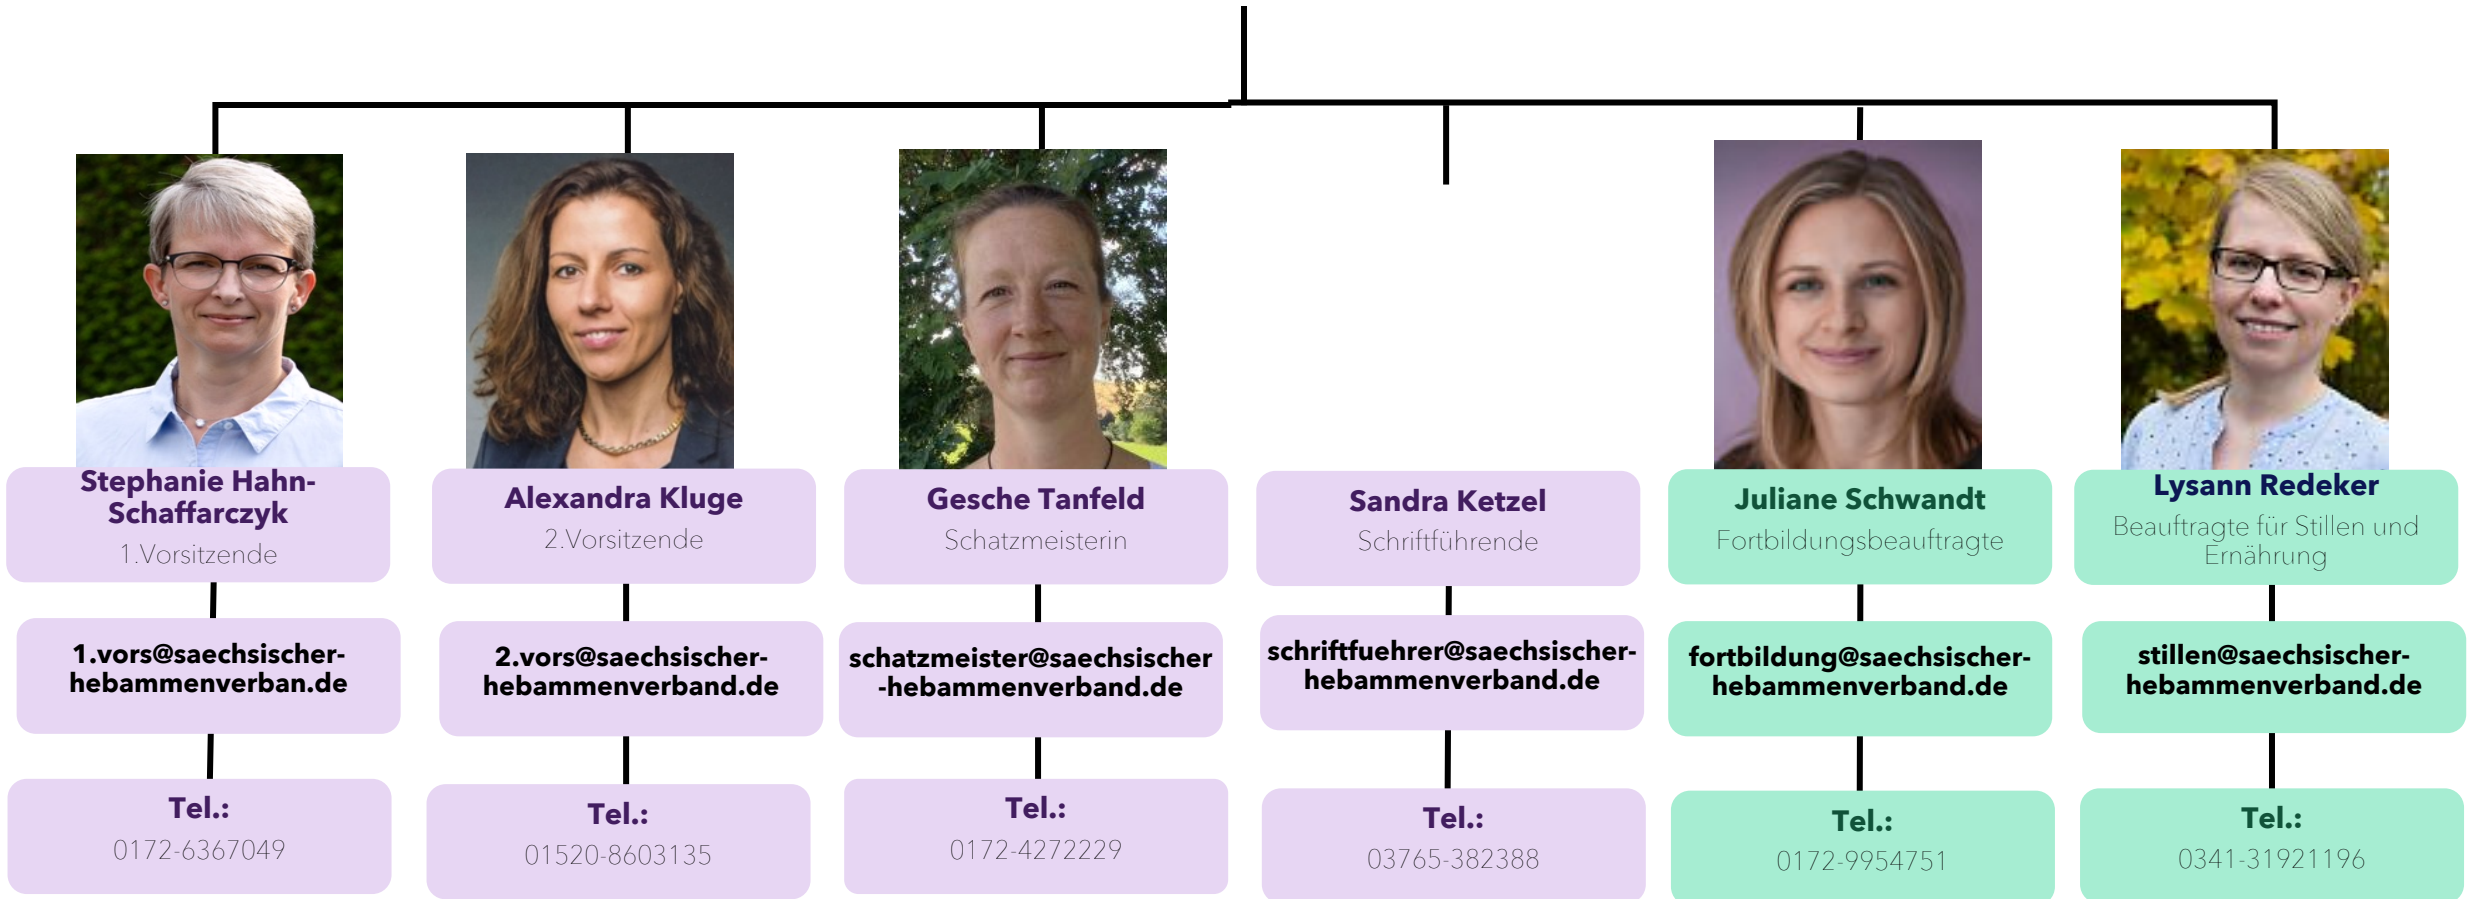 Stephanie Hahn-
Schaffarczyk
1.Vorsitzende
1.vors@saechsischer-
hebammenverban.de
Tel.:
0172-6367049
Alexandra Kluge
2.Vorsitzende
2.vors@saechsischer-
hebammenverband.de
Tel.:
01520-8603135
Gesche Tanfeld
Schatzmeisterin
schatzmeister@saechsischer
-hebammenverband.de
Tel.:
0172-4272229
Sandra Ketzel
Schriftführende
schriftfuehrer@saechsischer-
hebammenverband.de
Tel.:
03765-382388
Juliane Schwandt
Fortbildungsbeauftragte
fortbildung@saechsischer-
hebammenverband.de
Tel.:
0172-9954751
Lysann Redeker
Beauftragte für Stillen und
Ernährung
stillen@saechsischer-
hebammenverband.de
Tel.:
0341-31921196